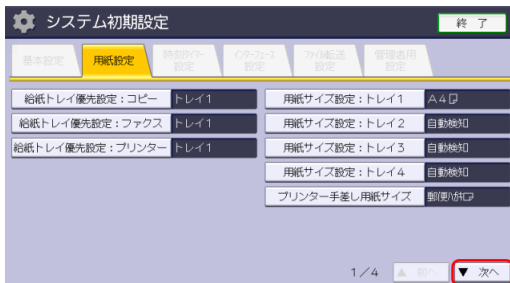 システム初期設定
終 了
基本設定
用紙設定
時刻タイマー
設定
インターフェース
設定
ファイル転送
設定
管理者用
設定
給紙トレイ優先設定：コピー トレイ1
給紙トレイ優先設定：ファクス トレイ1
給紙トレイ優先設定：プリンター トレイ1
用紙サイズ設定：トレイ1 A4
用紙サイズ設定：トレイ2 自動検知
用紙サイズ設定：トレイ3 自動検知
用紙サイズ設定：トレイ4 自動検知
プリンター手差し用紙サイズ 郵便ハガキ
1／4
▲ 前へ
▼ 次へ